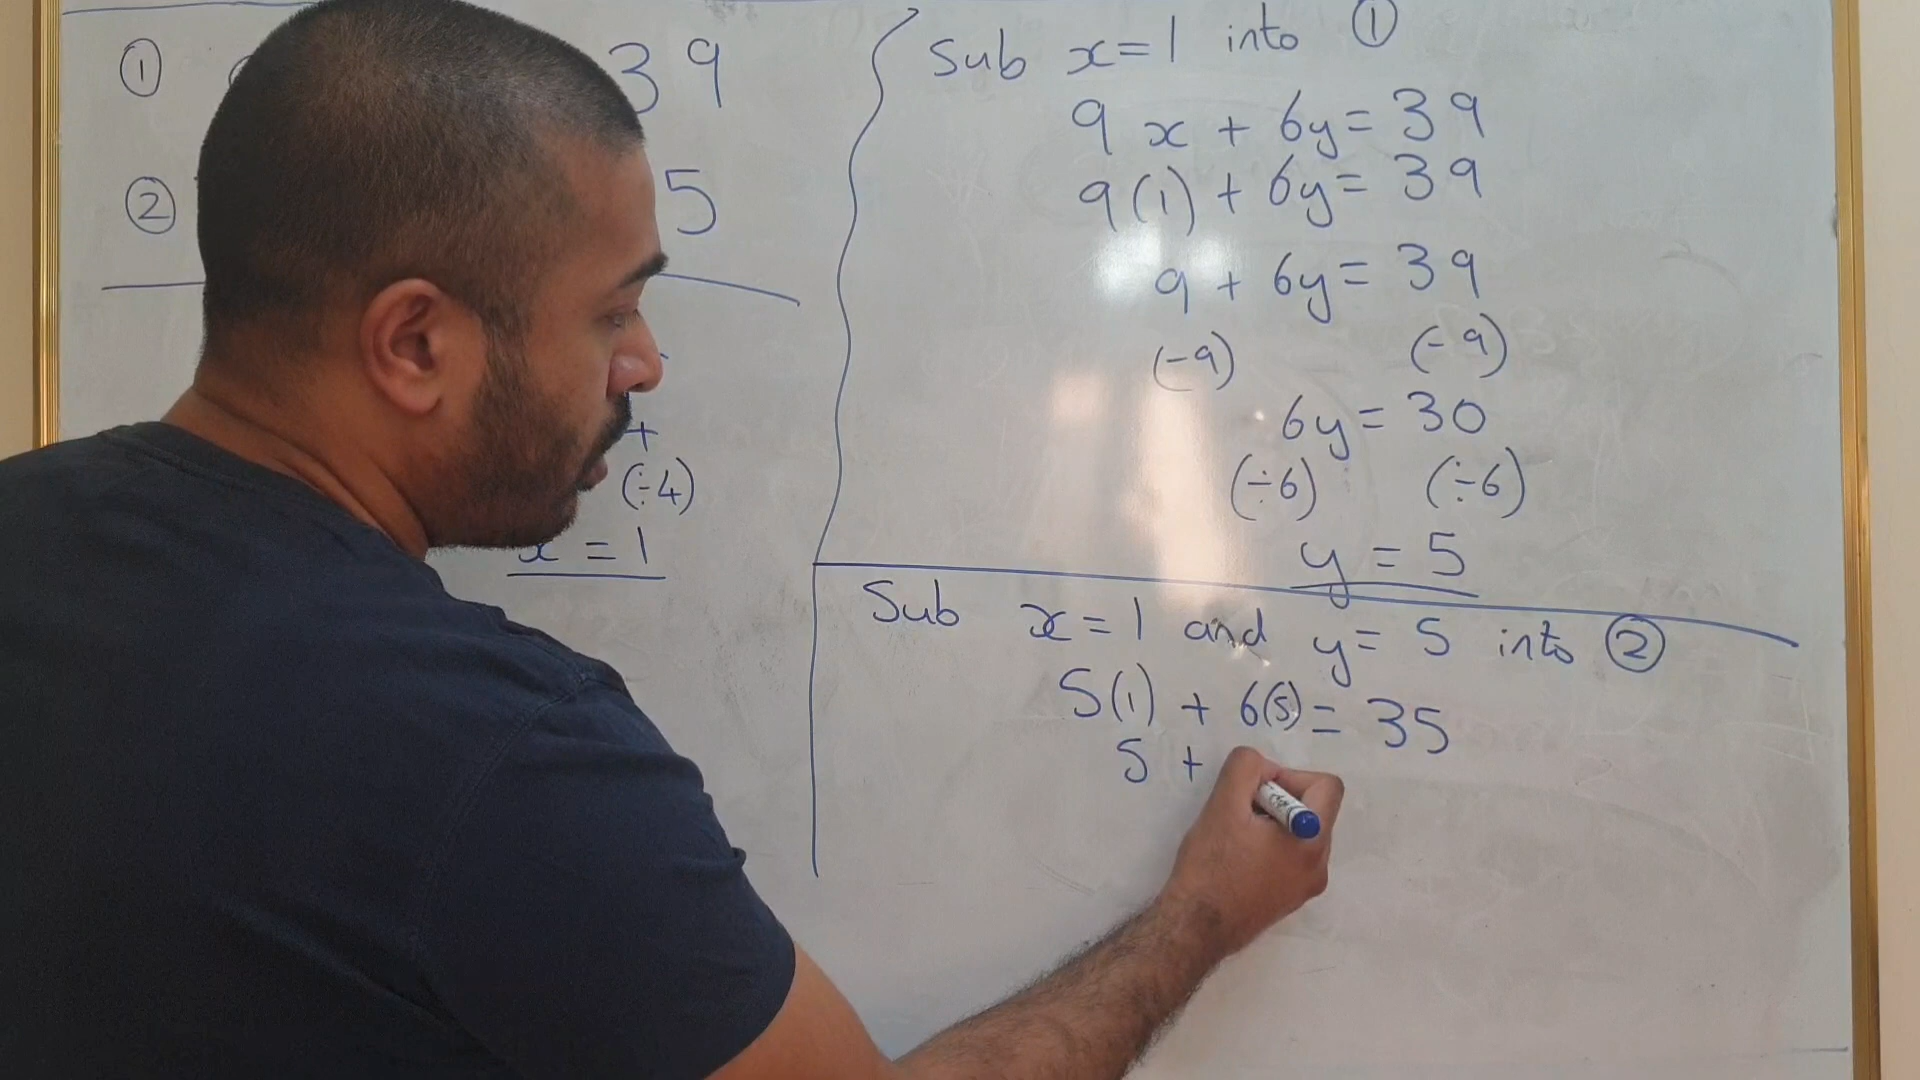 ① 39
② 5
+
(÷4)
x = 1
Sub x=1 into ①
9x + 6y = 39
9(1) + 6y = 39
9 + 6y = 39
(-9) (-9)
6y = 30
(÷6) (÷6)
y = 5
Sub x=1 and y= 5 into ②
5(1) + 6(5) = 35
5 +